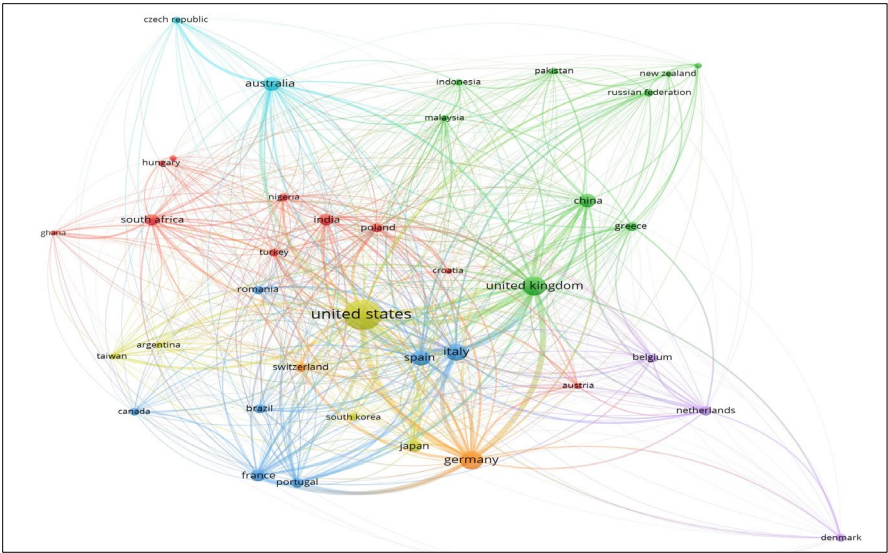 czech republic
australia
indonesia
pakistan
new zealand
russian federation
malaysia
hungary
nigeria
china
south africa
india
poland
greece
ghana
turkey
croatia
romania
united kingdom
united states
argentina
taiwan
spain
italy
belgium
switzerland
austria
canada
brazil
south korea
netherlands
japan
germany
france
portugal
denmark